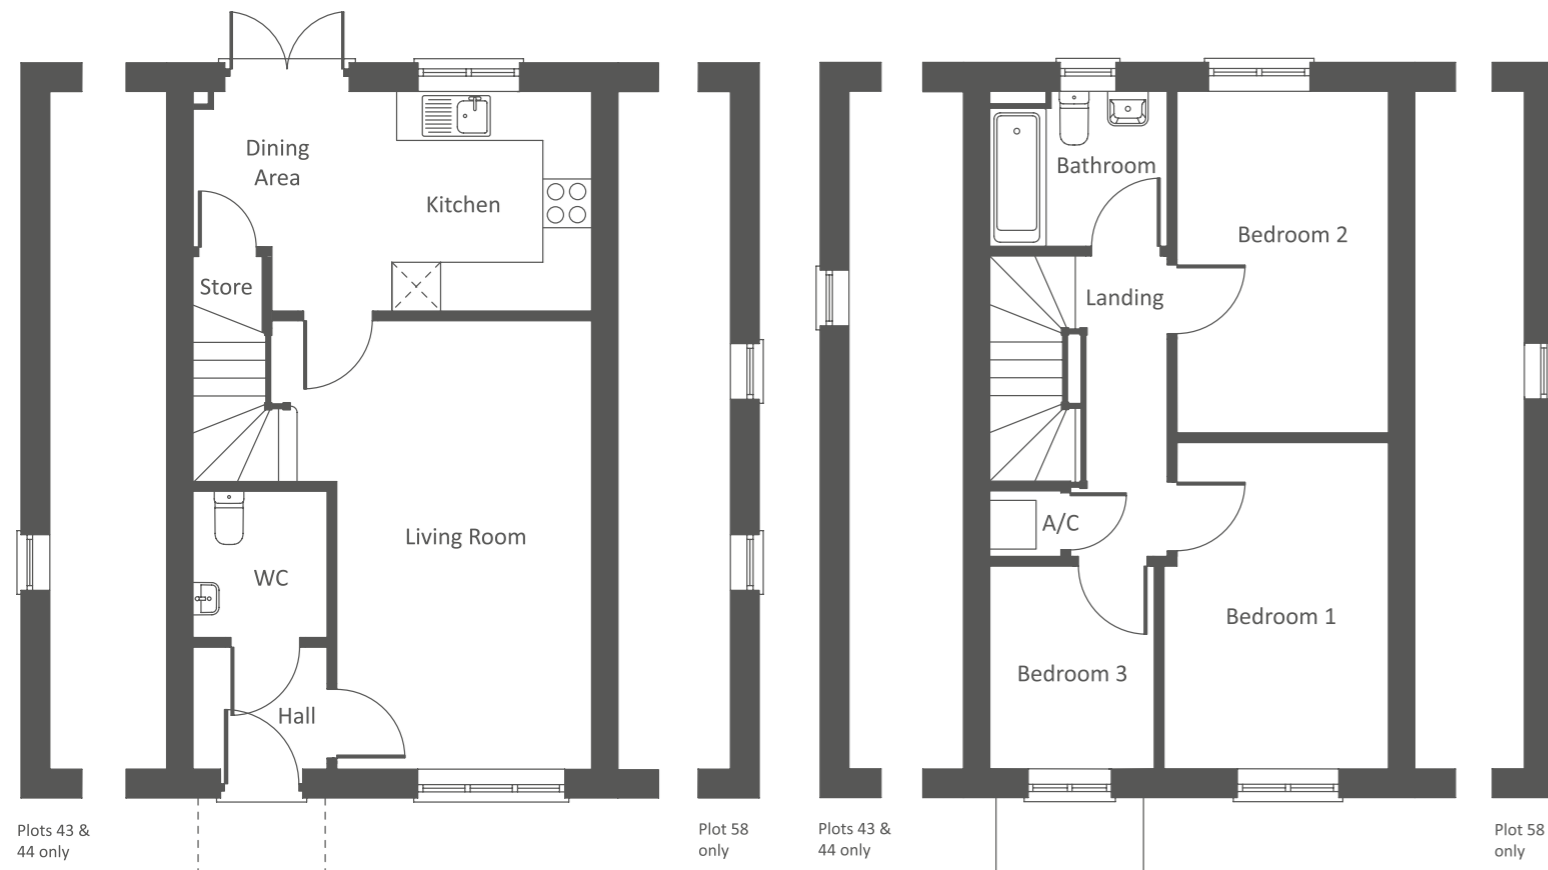 Dining
Area
Kitchen
Store
Living Room
WC
Hall
Plots 43 &
44 only
Plot 58
only
Bathroom
Bedroom 2
Landing
A/C
Bedroom 1
Bedroom 3
Plots 43 &
44 only
Plot 58
only